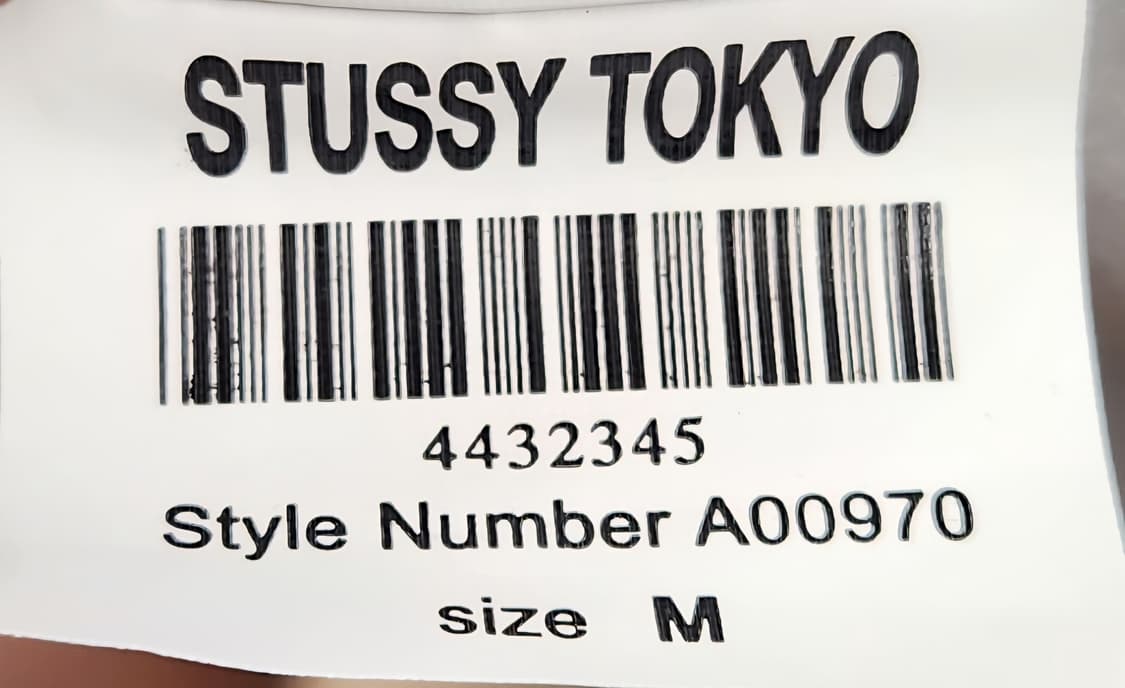 STUSSY TOKYO
4432345
Style Number A00970
size M